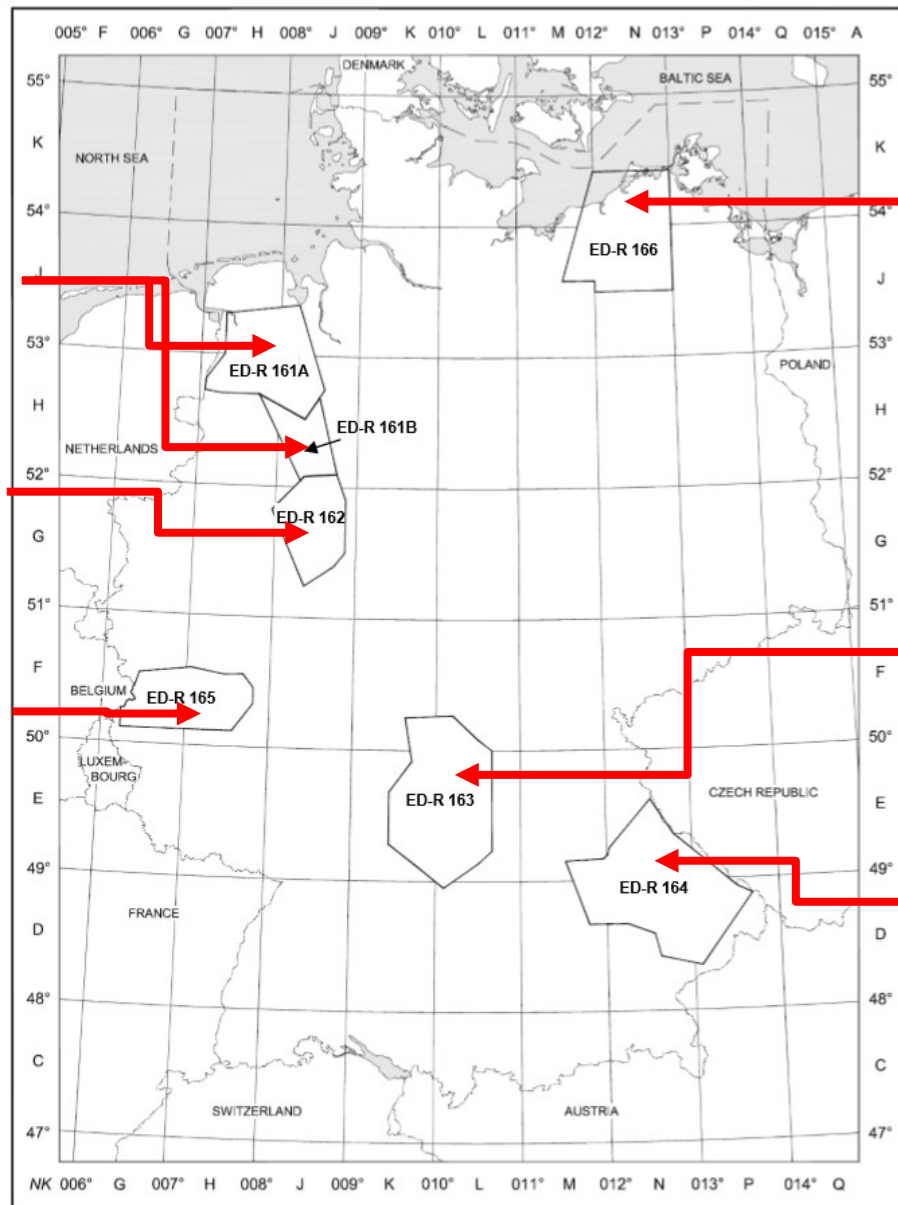 005° F 006° G 007° H 008° J 009° K 010° L 011° M 012° N 013° P 014° Q 015° A
DENMARK
55° BALTIC SEA 55°
K K
NORTH SEA
54° 54°
ED-R 166
J J
53° 53°
POLAND
ED-R 161A
H H
ED-R 161B
NETHERLANDS
52° 52°
ED-R 162
G G
51° 51°
F F
BELGIUM ED-R 165
50° 50°
LUXEM-
BOURG
CZECH REPUBLIC
E ED-R 163 E
49° 49°
ED-R 164
FRANCE
D D
48° 48°
C C
SWITZERLAND AUSTRIA
47° 47°
NK 006° G 007° H 008° J 009° K 010° L 011° M 012° N 013° P 014° Q